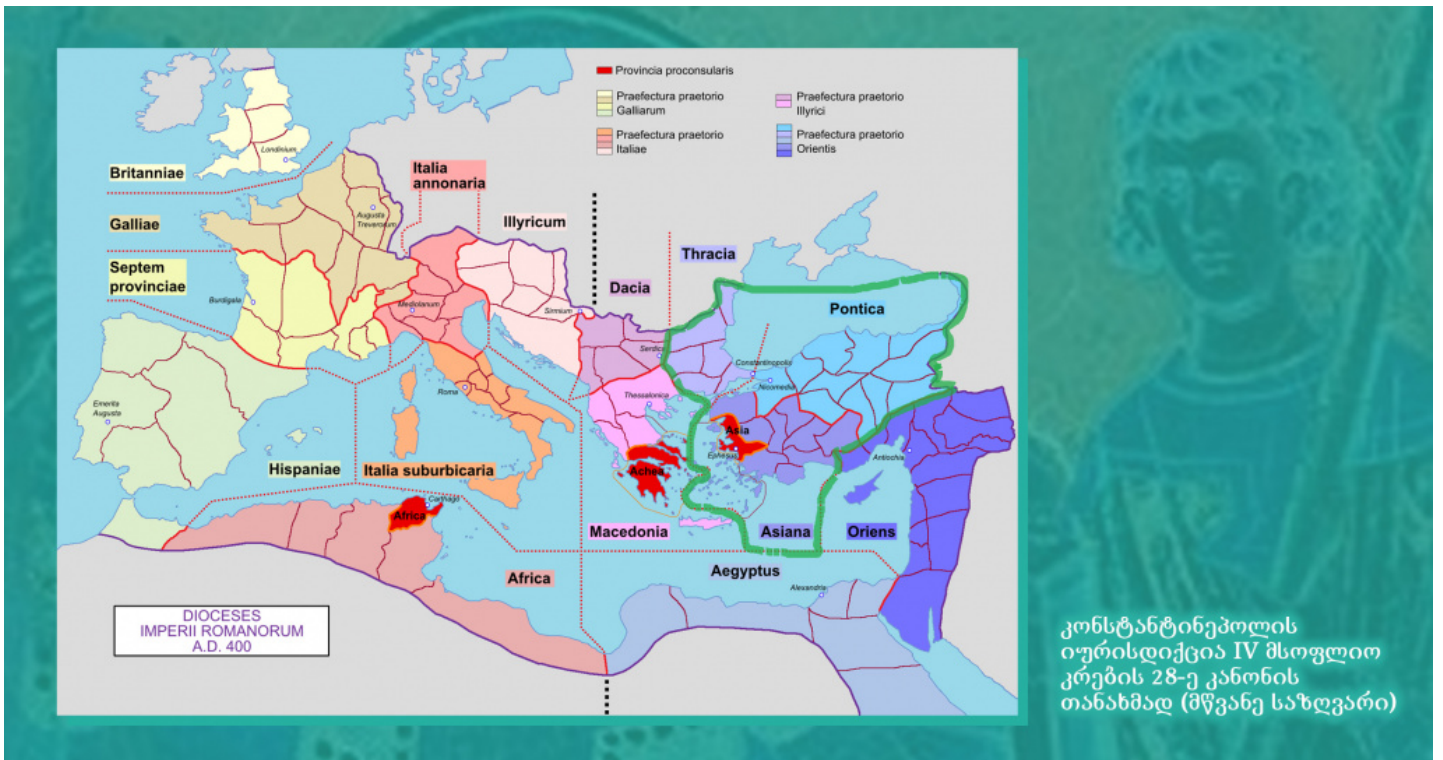 Provincia proconsularis
Praefectura praetorio
Galliarum
Praefectura praetorio
Illyrici
Praefectura praetorio
Italiae
Praefectura praetorio
Orientis
Londinium
Britanniae
Italia
annonaria
Augusta
Treverorum
Galliae
Illyricum
Thracia
Septem
provinciae
Dacia
Burdigala
Mediolanum
Sirmium
Pontica
Serdica
Constantinopolis
Nicomedia
Roma
Thessalonica
Emerita
Augusta
Asia
Ephesus
Antiochia
Hispaniae
Italia suburbicaria
Achea
Carthago
Africa
Macedonia
Asiana
Oriens
Africa
Aegyptus
Alexandria
DIOCESES
IMPERII ROMANORUM
A.D. 400
კონსტანტინეპოლის
იურისდიქცია IV მსოფლიო
კრების 28-ე კანონის
თანახმად (მწვანე საზღვარი)